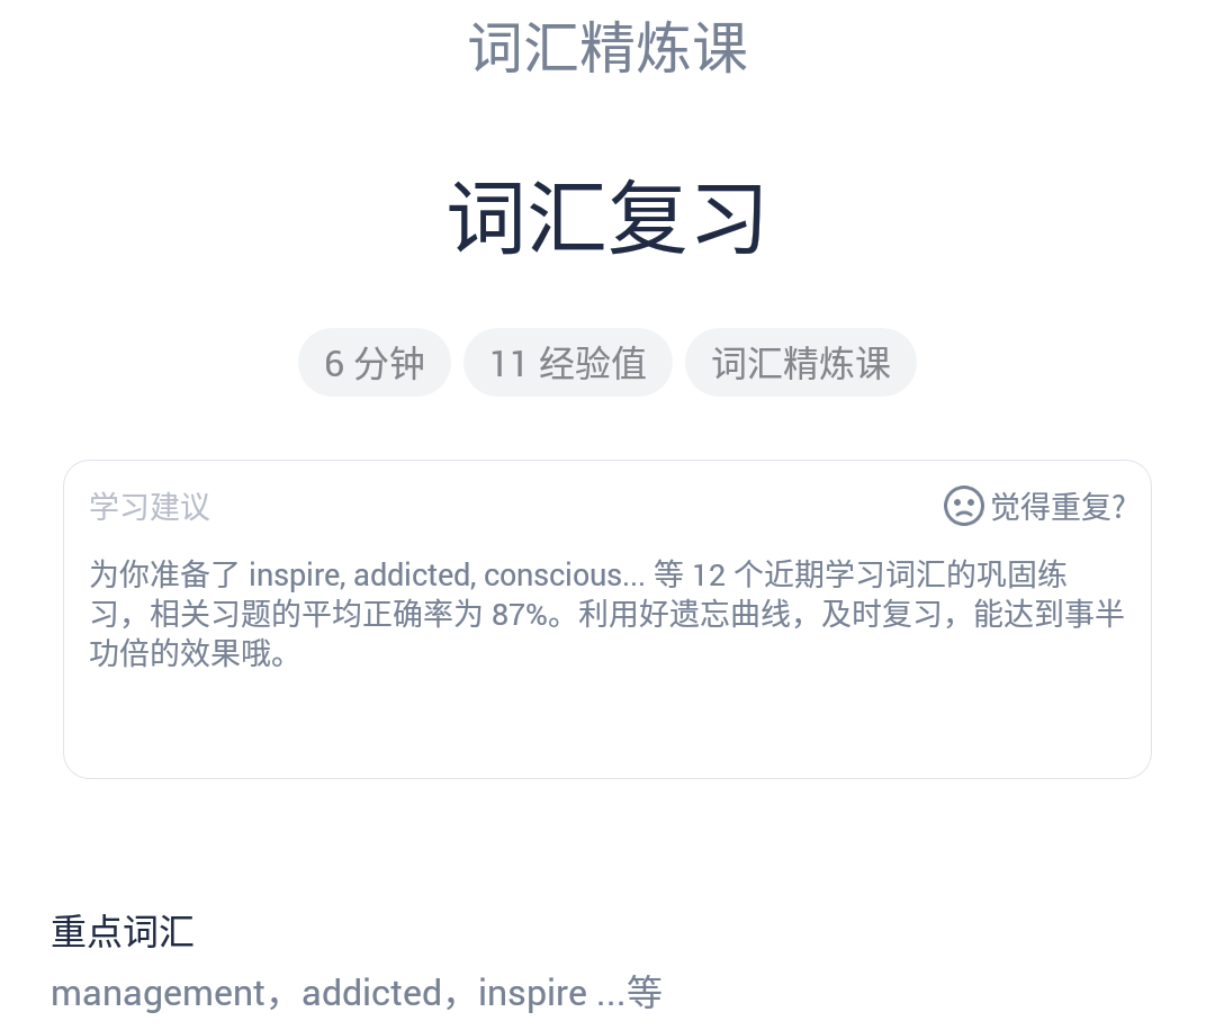 词汇精炼课
词汇复习
6 分钟 11 经验值 词汇精炼课
学习建议 觉得重复?
为你准备了 inspire, addicted, conscious... 等 12 个近期学习词汇的巩固练
习，相关习题的平均正确率为 87%。利用好遗忘曲线，及时复习，能达到事半
功倍的效果哦。
重点词汇
management，addicted，inspire ...等